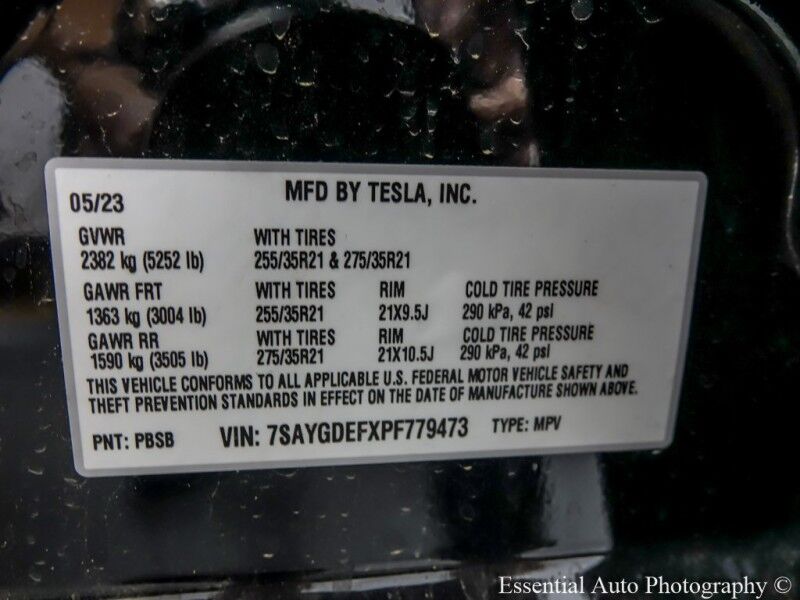 05/23 MFD BY TESLA, INC.
GVWR WITH TIRES
2382 kg (5252 lb) 255/35R21 & 275/35R21
GAWR FRT WITH TIRES RIM COLD TIRE PRESSURE
1363 kg (3004 lb) 255/35R21 21X9.5J 290 kPa, 42 psi
GAWR RR WITH TIRES RIM COLD TIRE PRESSURE
1590 kg (3505 lb) 275/35R21 21X10.5J 290 kPa, 42 psi
THIS VEHICLE CONFORMS TO ALL APPLICABLE U.S. FEDERAL MOTOR VEHICLE SAFETY AND
THEFT PREVENTION STANDARDS IN EFFECT ON THE DATE OF MANUFACTURE SHOWN ABOVE.
PNT: PBSB VIN: 7SAYGDEFXPF779473 TYPE: MPV
Essential Auto Photography ©